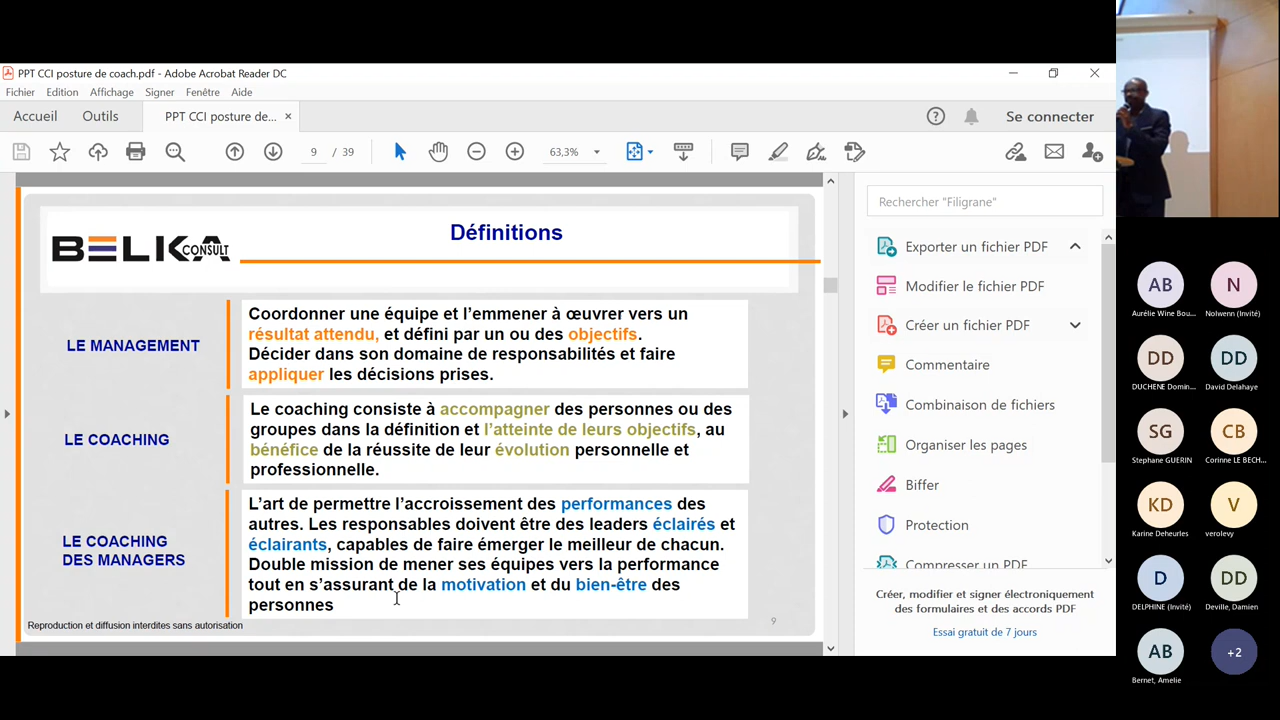 PPT CCI posture de coach.pdf - Adobe Acrobat Reader DC
Fichier Edition Affichage Signer Fenêtre Aide
Accueil Outils PPT CCI posture de... × Se connecter
9 / 39 63,3%
BELIKA CONSULT
Définitions
LE MANAGEMENT
Coordonner une équipe et l'emmener à œuvrer vers un
résultat attendu, et défini par un ou des objectifs.
Décider dans son domaine de responsabilités et faire
appliquer les décisions prises.
LE COACHING
Le coaching consiste à accompagner des personnes ou des
groupes dans la définition et l'atteinte de leurs objectifs, au
bénéfice de la réussite de leur évolution personnelle et
professionnelle.
LE COACHING
DES MANAGERS
L'art de permettre l'accroissement des performances des
autres. Les responsables doivent être des leaders éclairés et
éclairants, capables de faire émerger le meilleur de chacun.
Double mission de mener ses équipes vers la performance
tout en s'assurant de la motivation et du bien-être des
personnes
Reproduction et diffusion interdites sans autorisation
9
Rechercher "Filigrane"
Exporter un fichier PDF
Modifier le fichier PDF
Créer un fichier PDF
Commentaire
Combinaison de fichiers
Organiser les pages
Biffer
Protection
Compresser un PDF
Créer, modifier et signer électroniquement
des formulaires et des accords PDF
Essai gratuit de 7 jours
AB N
Aurélie Wine Bou... Nolwenn (Invité)
DD DD
DUCHENE Domin... David Delahaye
SG CB
Stephane GUERIN Corinne LE BECH...
KD V
Karine Deheurles verolevy
D DD
DELPHINE (Invité) Deville, Damien
AB +2
Bernet, Amelie